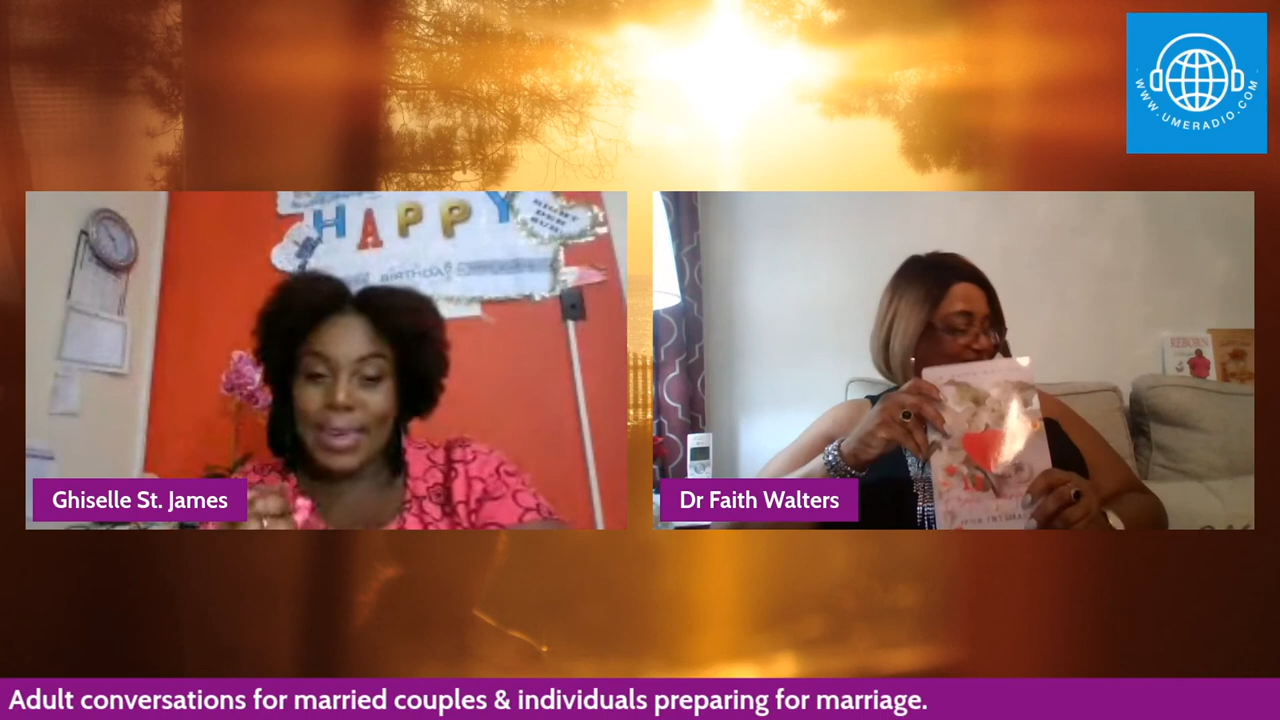 WWW.UMERADIO.COM
HAPPY
BIRTHDAY
REBORN
Ghiselle St. James
Dr Faith Walters
Adult conversations for married couples & individuals preparing for marriage.